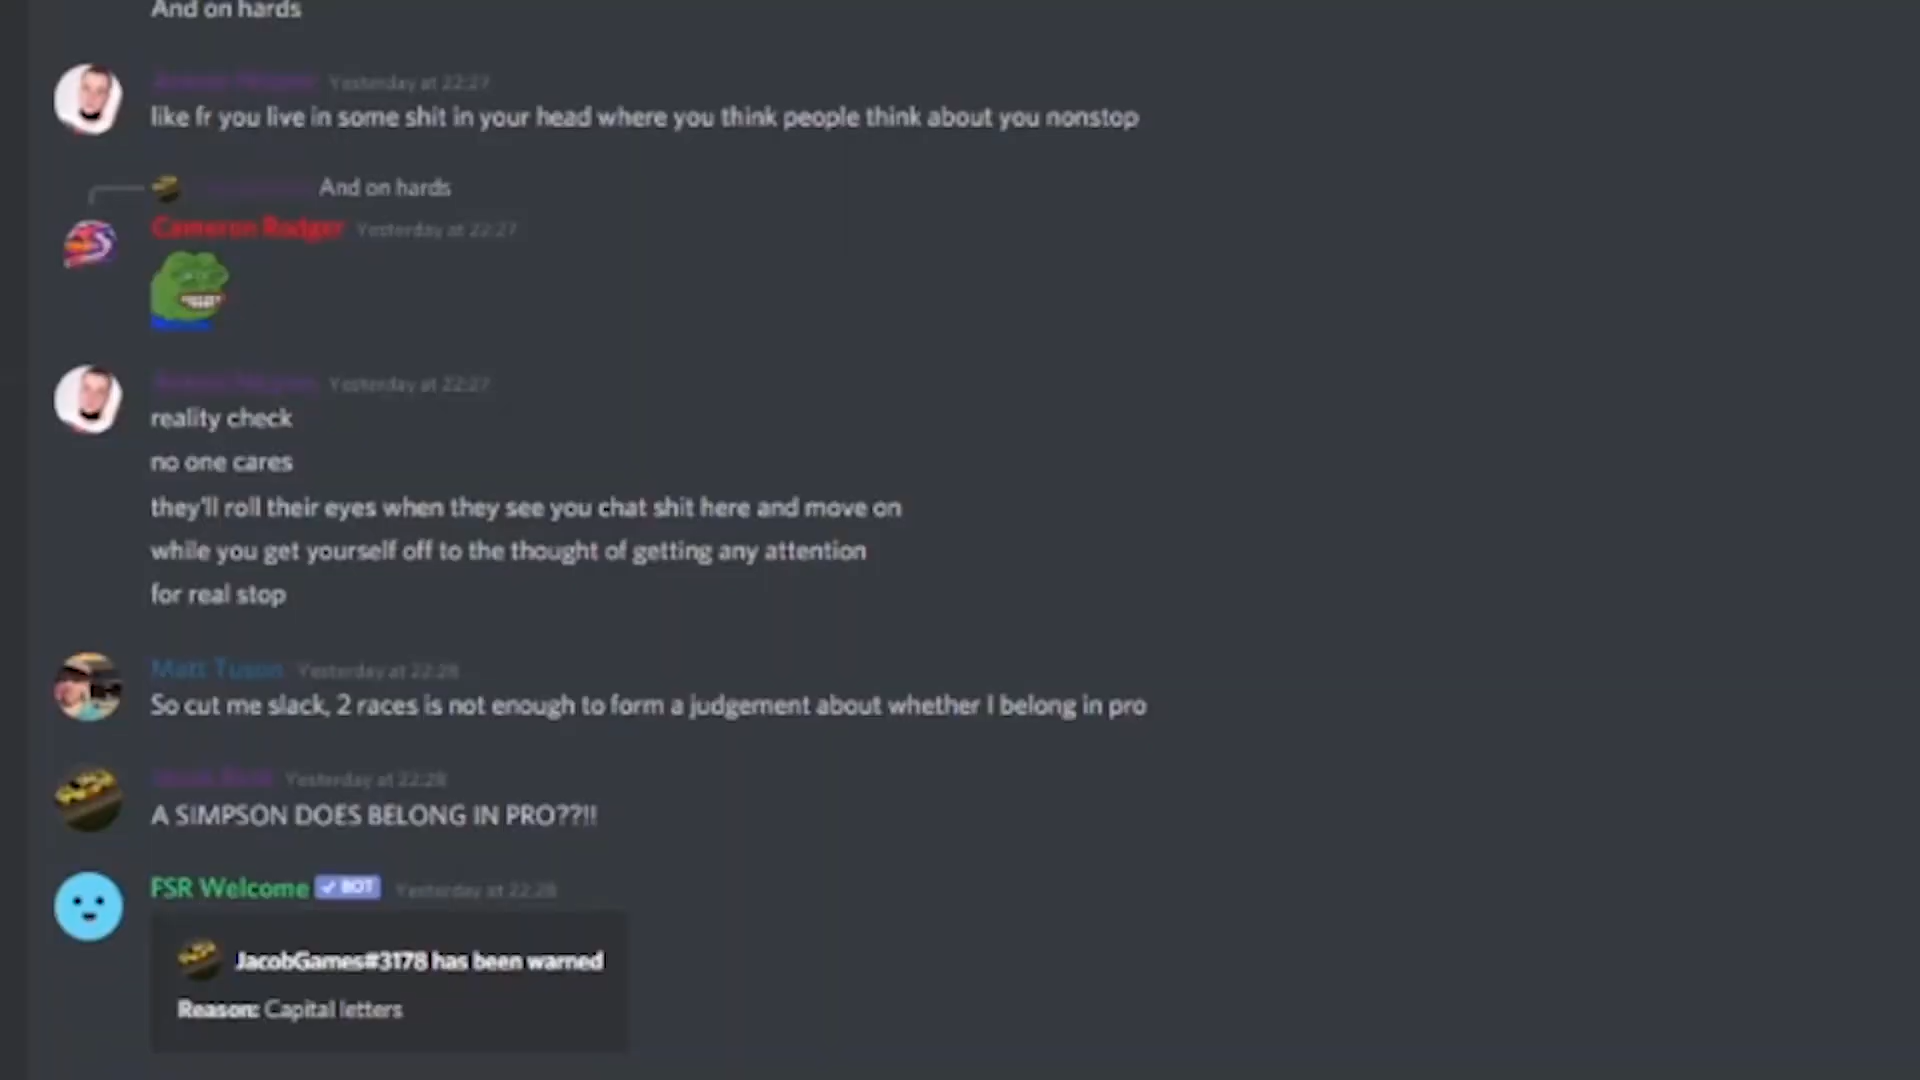 And on hards
Yesterday at 22:27
like fr you live in some shit in your head where you think people think about you nonstop
And on hards
Cameron Rodger Yesterday at 22:27
Yesterday at 22:27
reality check
no one cares
they'll roll their eyes when they see you chat shit here and move on
while you get yourself off to the thought of getting any attention
for real stop
Matt Yesterday at 22:28
So cut me slack, 2 races is not enough to form a judgement about whether I belong in pro
Yesterday at 22:28
A SIMPSON DOES BELONG IN PRO??!!
FSR Welcome BOT Yesterday at 22:28
JacobGames#3178 has been warned
Reason: Capital letters